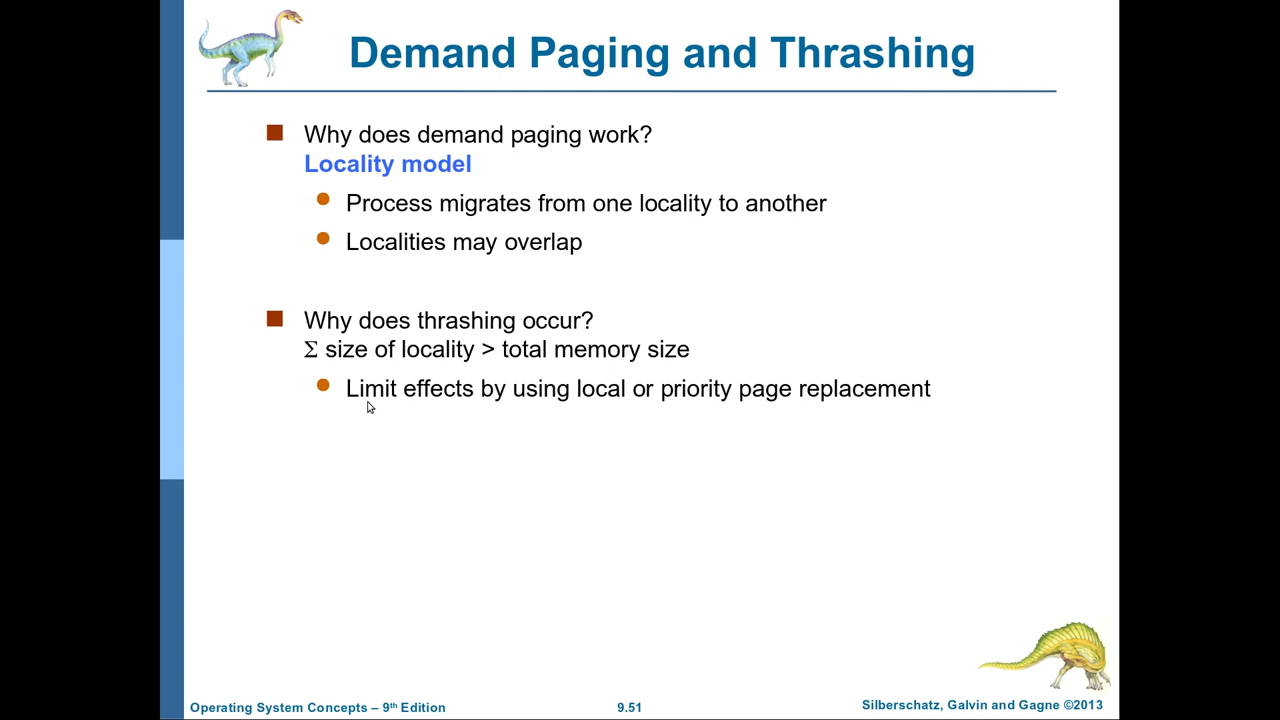 Demand Paging and Thrashing
Why does demand paging work?
Locality model
Process migrates from one locality to another
Localities may overlap
Why does thrashing occur?
Σ size of locality > total memory size
Limit effects by using local or priority page replacement
Operating System Concepts – 9th Edition
9.51
Silberschatz, Galvin and Gagne ©2013